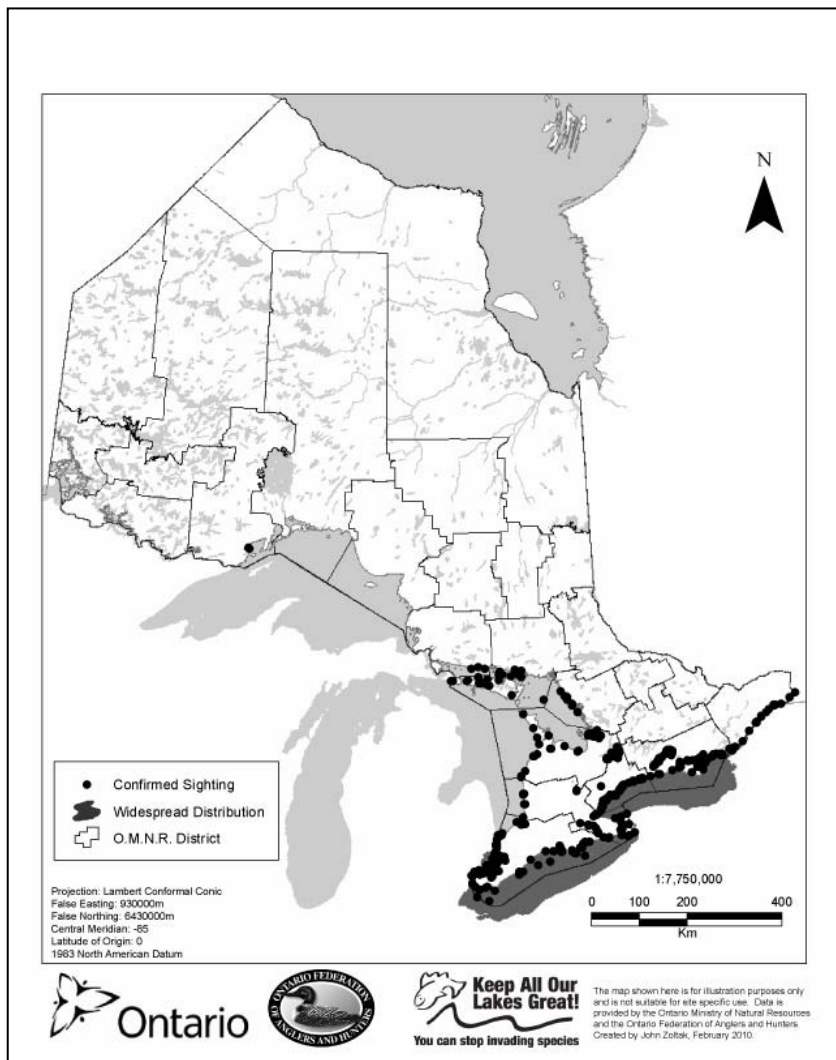 N
Confirmed Sighting
Widespread Distribution
O.M.N.R. District
Projection: Lambert Conformal Conic
False Easting: 930000m
False Northing: 6430000m
Central Meridian: -85
Latitude of Origin: 0
1983 North American Datum
1:7,750,000
0 100 200 400
Km
Ontario
ONTARIO FEDERATION
OF ANGLERS AND HUNTERS
Keep All Our
Lakes Great!
You can stop invading species
The map shown here is for illustration purposes only
and is not suitable for site specific use. Data is
provided by the Ontario Ministry of Natural Resources
and the Ontario Federation of Anglers and Hunters.
Created by John Zoltak, February 2010.